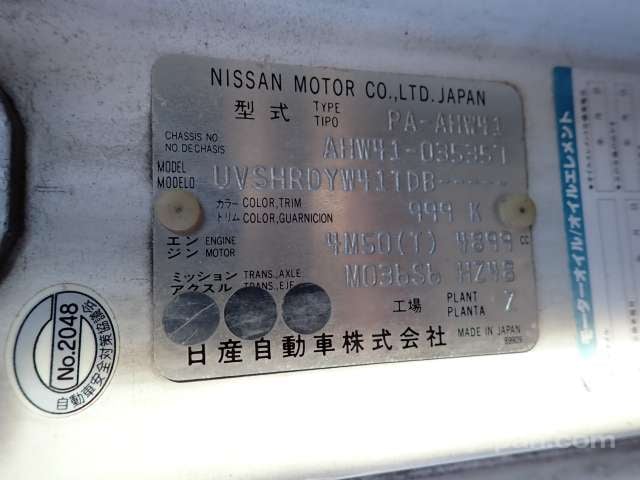 NISSAN MOTOR CO.,LTD.JAPAN
型式 TYPE TIPO PA-AHW41
CHASSIS NO NO.DE CHASIS AHW41-035357
MODEL MODELO UVSHRDYW41TDB-------
カラー COLOR,TRIM
トリム COLOR,GUARNICION 999 K
エンジン ENGINE MOTOR 4M50(T) 4899 cc
ミッション TRANS.,AXLE
アクスル TRANS.,EJE M036S6 HZ48
工場 PLANT PLANTA 7
日産自動車株式会社
MADE IN JAPAN
No.2048
自動車安全対策協議会
モーターオイル/オイルエレメント